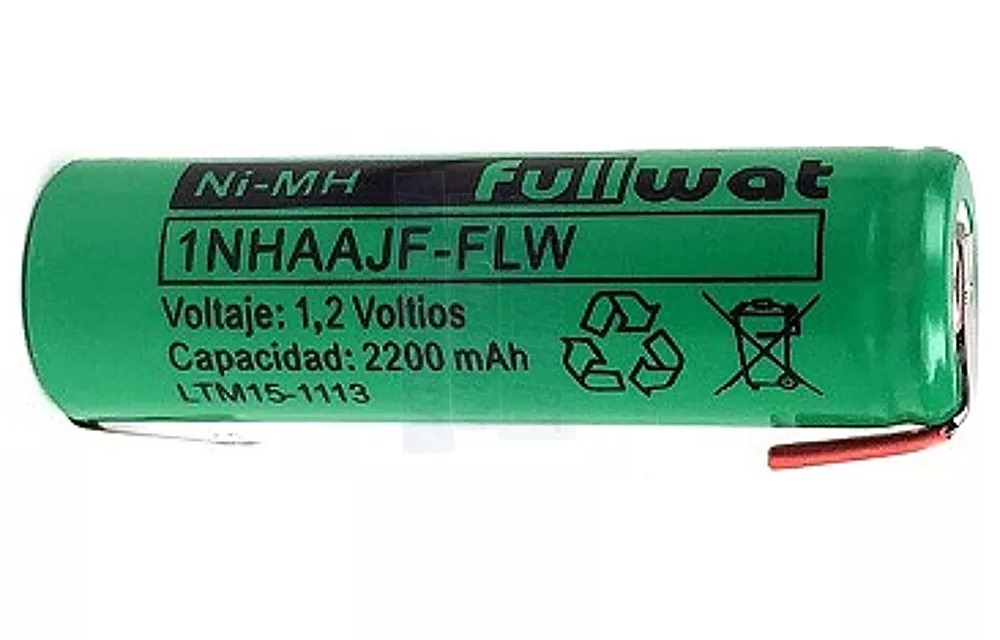 Ni-MH fullwat
1NHAAJF-FLW
Voltaje: 1,2 Voltios
Capacidad: 2200 mAh
LTM15-1113